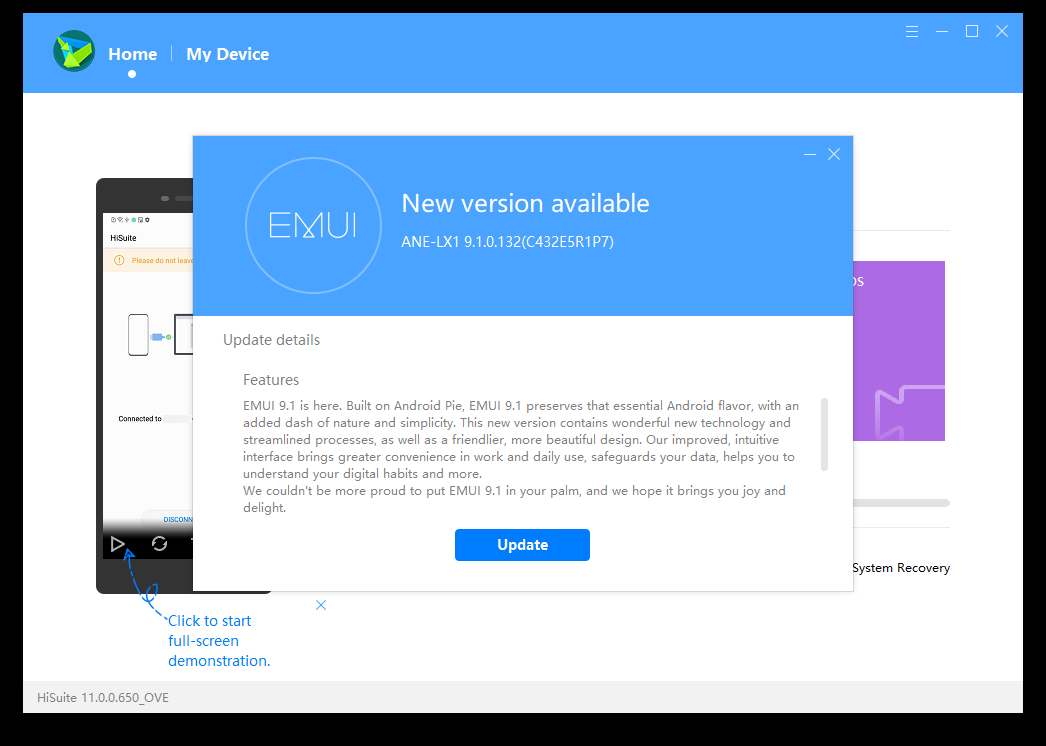 Home
My Device
EMUI
New version available
ANE-LX1 9.1.0.132(C432E5R1P7)
HiSuite
Please do not leave
Connected to
DISCONN
Update details
Features
EMUI 9.1 is here. Built on Android Pie, EMUI 9.1 preserves that essential Android flavor, with an
added dash of nature and simplicity. This new version contains wonderful new technology and
streamlined processes, as well as a friendlier, more beautiful design. Our improved, intuitive
interface brings greater convenience in work and daily use, safeguards your data, helps you to
understand your digital habits and more.
We couldn't be more proud to put EMUI 9.1 in your palm, and we hope it brings you joy and
delight.
Update
System Recovery
Click to start
full-screen
demonstration.
HiSuite 11.0.0.650_OVE